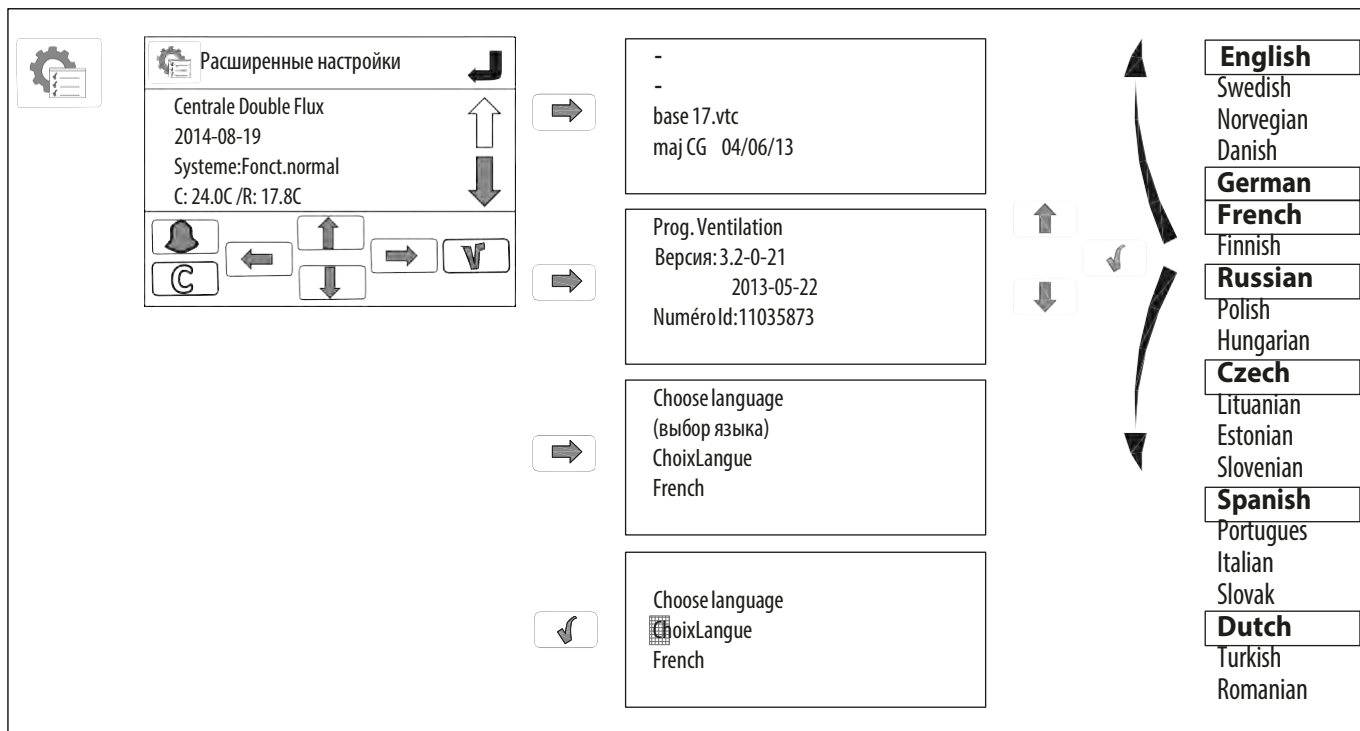 Расширенные настройки
Centrale Double Flux
2014-08-19
Systeme:Fonct.normal
C: 24.0C /R: 17.8C
C
-
-
base 17.vtc
maj CG 04/06/13
Prog. Ventilation
Версия: 3.2-0-21
2013-05-22
Numéro Id:11035873
Choose language
(выбор языка)
ChoixLangue
French
Choose language
ChoixLangue
French
English
Swedish
Norvegian
Danish
German
French
Finnish
Russian
Polish
Hungarian
Czech
Lituanian
Estonian
Slovenian
Spanish
Portugues
Italian
Slovak
Dutch
Turkish
Romanian